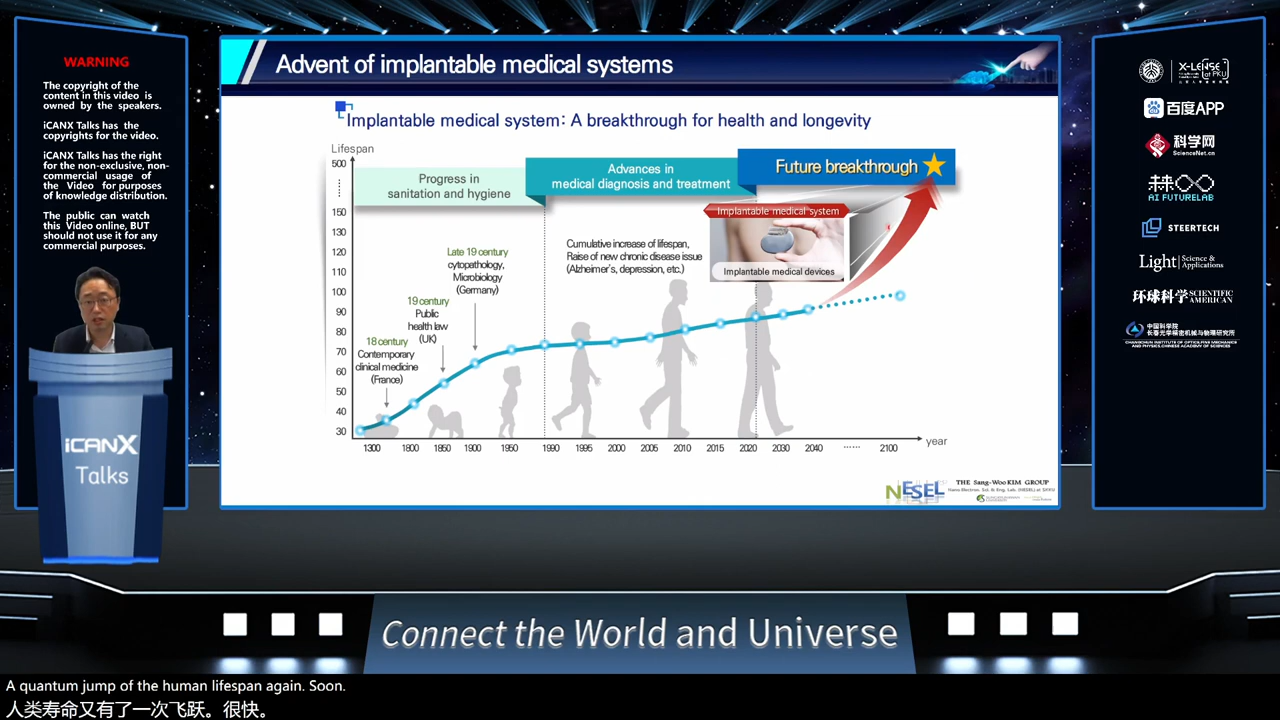 WARNING
The copyright of the
content in this video is
owned by the speakers.
iCANX Talks has the
copyrights for the video.
iCANX Talks has the right
for the non-exclusive, non-
commercial usage of
the Video for purposes
of knowledge distribution.
The public can watch
this Video online, BUT
should not use it for any
commercial purposes.
iCANX
Talks
Advent of implantable medical systems
Implantable medical system: A breakthrough for health and longevity
Lifespan
500
150
130
120
110
100
90
80
70
60
50
40
30
Progress in
sanitation and hygiene
Advances in
medical diagnosis and treatment
Future breakthrough
Implantable medical system
Implantable medical devices
Cumulative increase of lifespan,
Raise of new chronic disease issue
(Alzheimer's, depression, etc.)
Late 19 century
cytopathology,
Microbiology
(Germany)
19 century
Public
health law
(UK)
18 century
Contemporary
clinical medicine
(France)
1300 1800 1850 1900 1950 1990 1995 2000 2005 2010 2015 2020 2030 2040 ...... 2100
year
NESEL
THE Sang-Woo KIM GROUP
X-LENSE
at PKU
百度APP
科学网
ScienceNet.cn
未来
AI FUTURELAB
STEERTECH
Light Science & Applications
环球科学 SCIENTIFIC AMERICAN
中国科学院
长春光学精密机械与物理研究所
CHANGCHUN INSTITUTE OF OPTICS, FINE MECHANICS
AND PHYSICS, CHINESE ACADEMY OF SCIENCES
Connect the World and Universe
A quantum jump of the human lifespan again. Soon.
人类寿命又有了一次飞跃。很快。